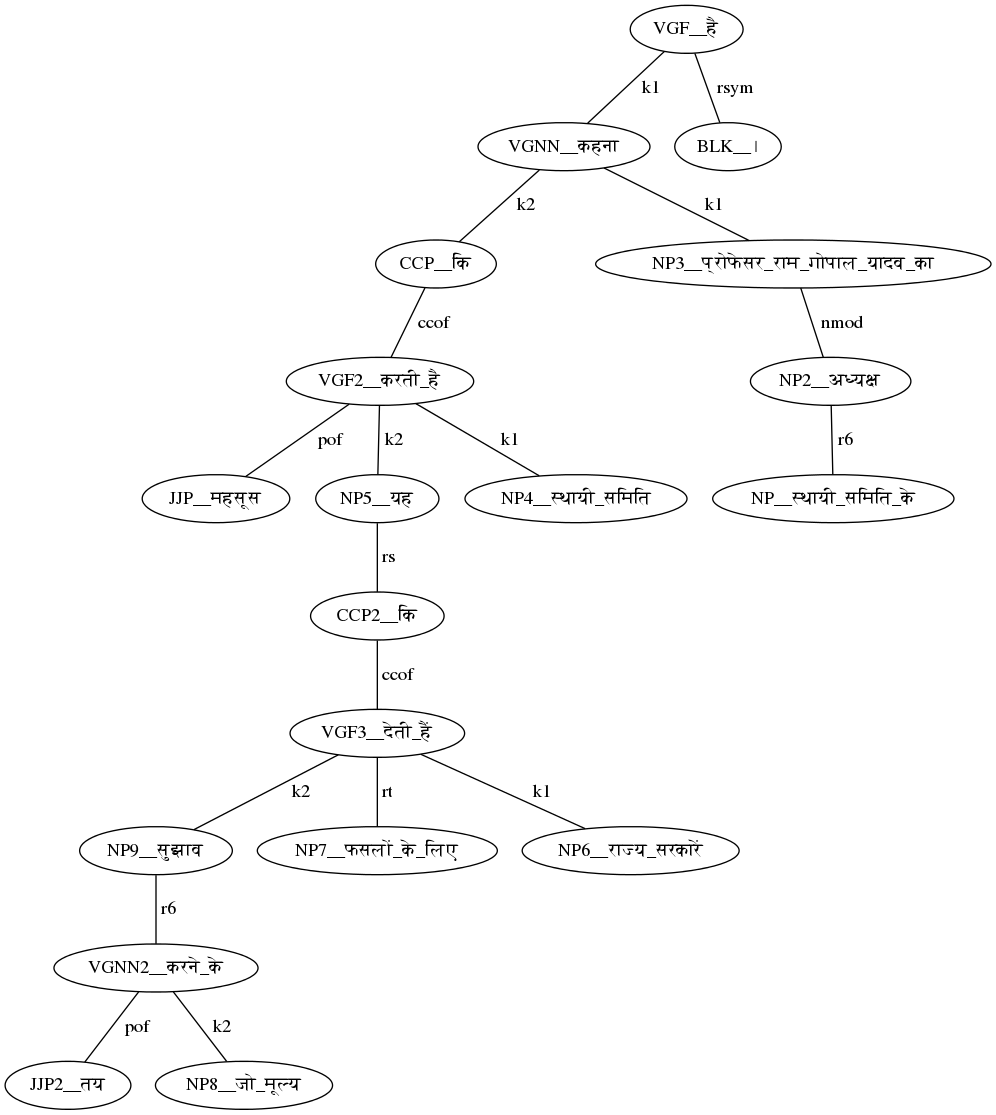 VGF__है
k1 rsym
VGNN__कहना BLK__।
k2 k1
CCP__कि NP3__प्रोफेसर_राम_गोपाल_यादव_का
ccof nmod
VGF2__करती_है NP2__अध्यक्ष
pof k2 k1 r6
JJP__महसूस NP5__यह NP4__स्थायी_समिति NP__स्थायी_समिति_के
rs
CCP2__कि
ccof
VGF3__देती_हैं
k2 rt k1
NP9__सुझाव NP7__फसलों_के_लिए NP6__राज्य_सरकारें
r6
VGNN2__करने_के
pof k2
JJP2__तय NP8__जो_मूल्य